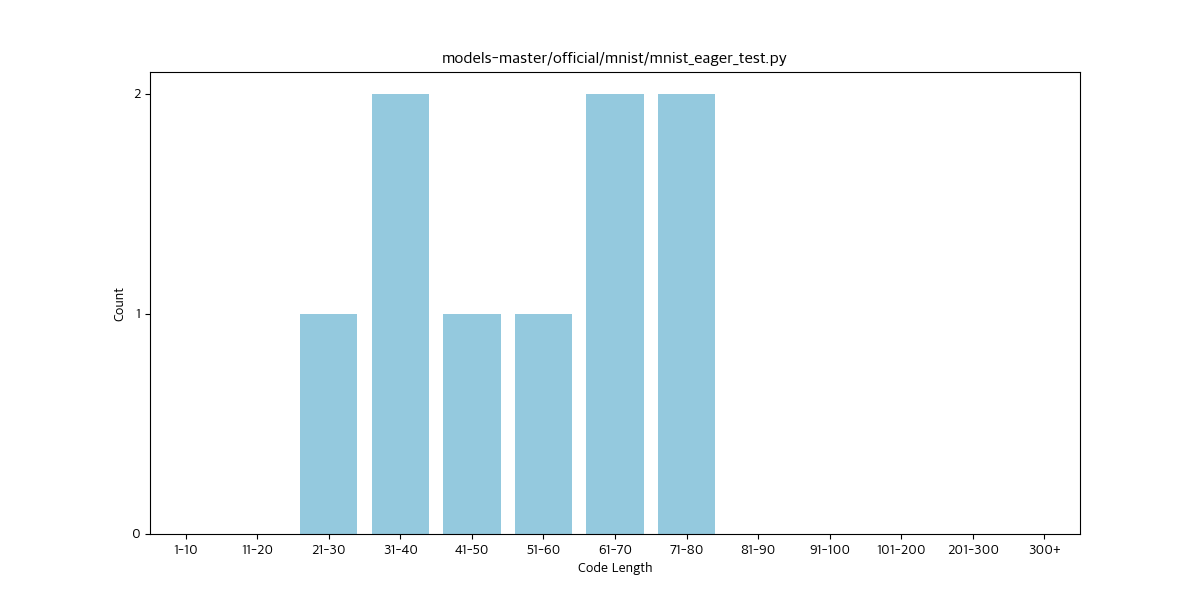 models-master/official/mnist/mnist_eager_test.py
Count
2
1
0
1-10 11-20 21-30 31-40 41-50 51-60 61-70 71-80 81-90 91-100 101-200 201-300 300+
Code Length